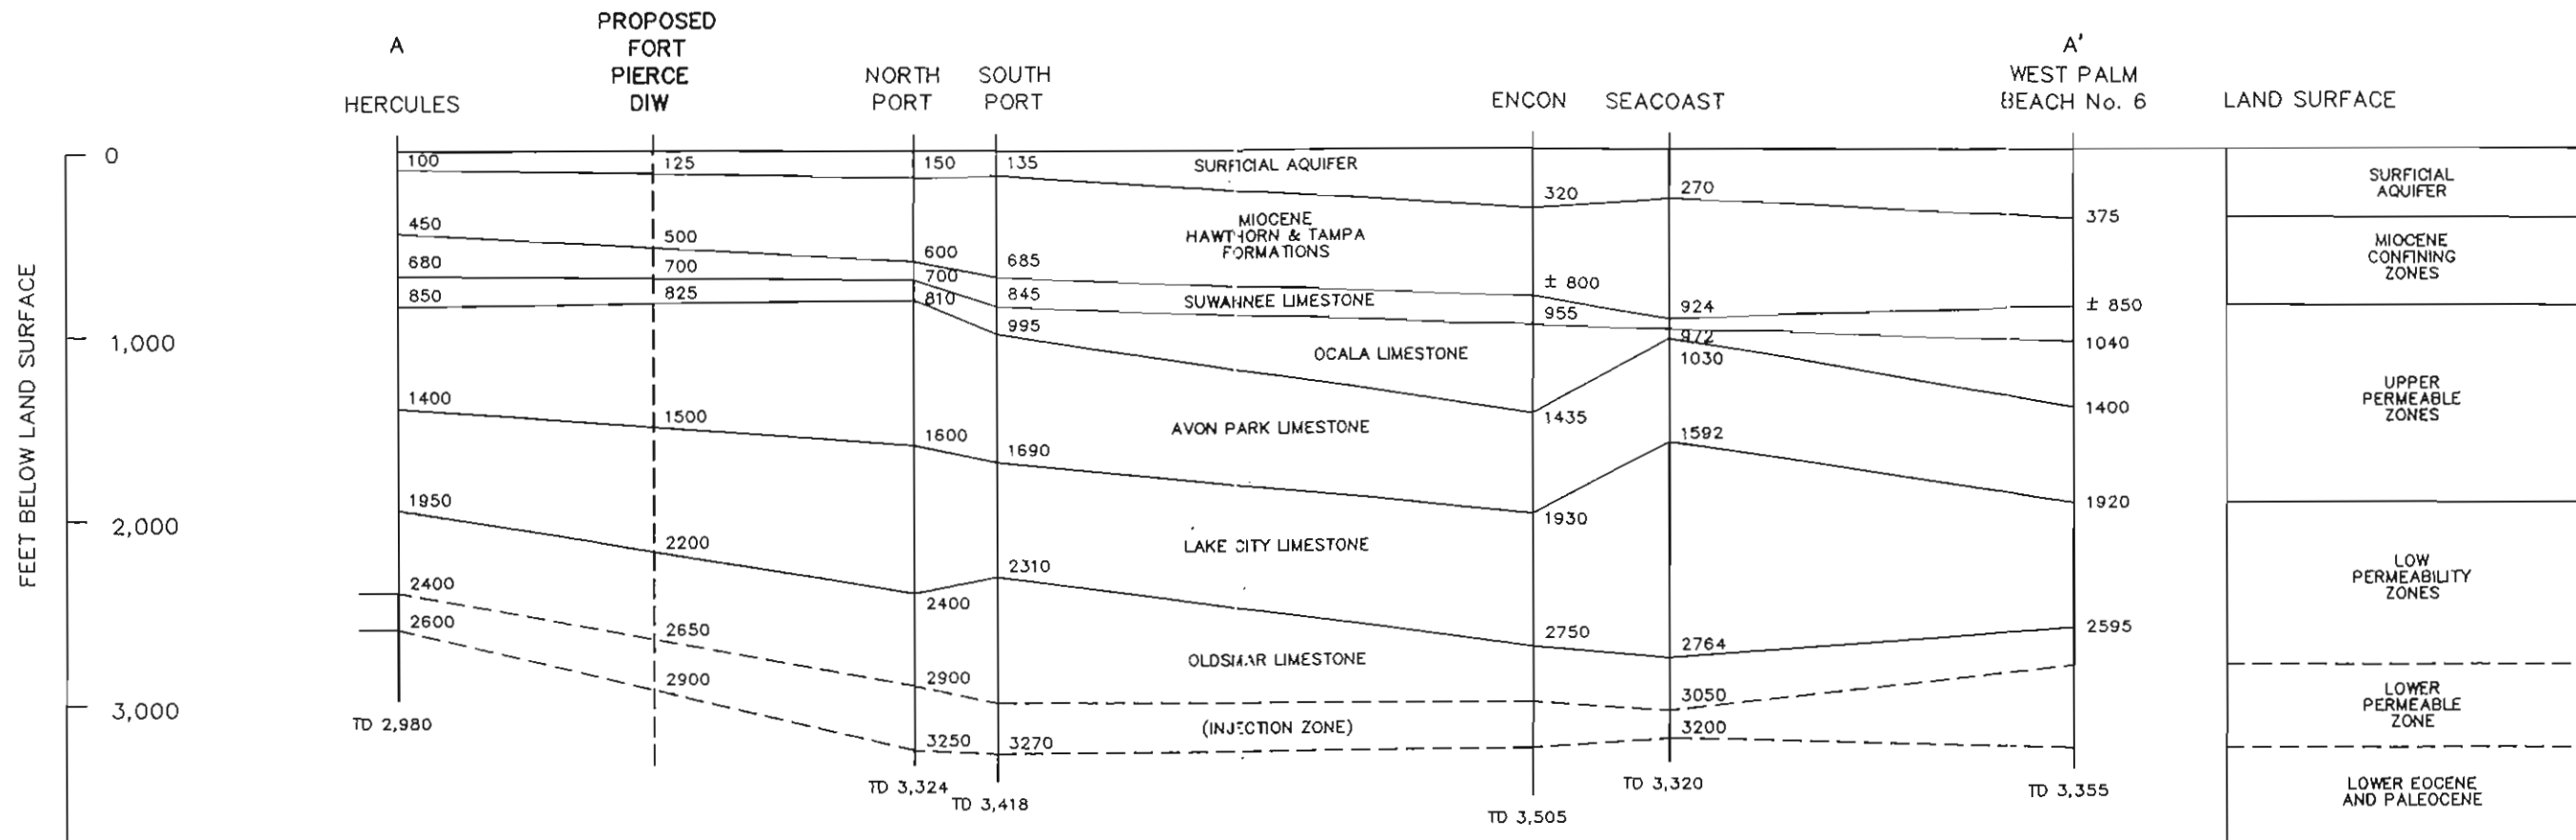 A
HERCULES
PROPOSED
FORT
PIERCE
DIW
NORTH
PORT
SOUTH
PORT
ENCON
SEACOAST
A'
WEST PALM
BEACH No. 6
LAND SURFACE
FEET BELOW LAND SURFACE
0
1,000
2,000
3,000
100
450
680
850
1400
1950
2400
2600
TD 2,980
125
500
700
825
1500
2200
2650
2900
150
600
700
810
1600
2400
2900
3250
TD 3,324
135
685
845
995
1690
2310
3270
TD 3,418
SURFICIAL AQUIFER
MIOCENE
HAWTHORN & TAMPA
FORMATIONS
SUWANNEE LIMESTONE
OCALA LIMESTONE
AVON PARK LIMESTONE
LAKE CITY LIMESTONE
OLDSMAR LIMESTONE
(INJECTION ZONE)
320
± 800
955
1435
1930
2750
TD 3,505
270
924
972
1030
1592
2764
3050
3200
TD 3,320
375
± 850
1040
1400
1920
2595
TD 3,355
SURFICIAL
AQUIFER
MIOCENE
CONFINING
ZONES
UPPER
PERMEABLE
ZONES
LOW
PERMEABILITY
ZONES
LOWER
PERMEABLE
ZONE
LOWER EOCENE
AND PALEOCENE